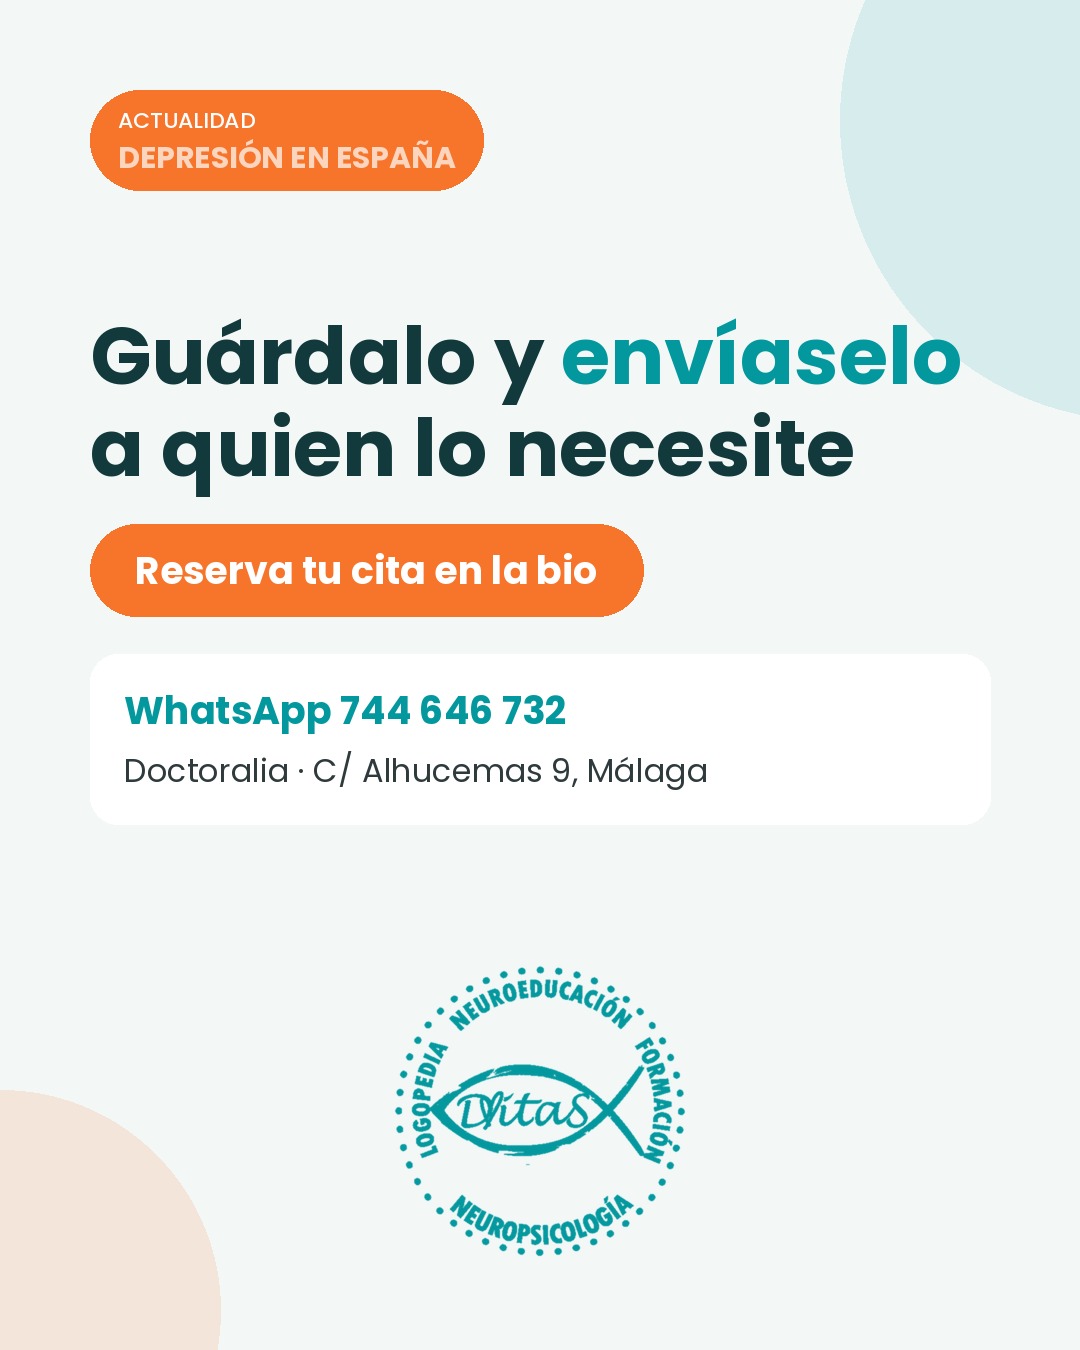 ACTUALIDAD
DEPRESIÓN EN ESPAÑA
Guárdalo y envíaselo
a quien lo necesite
Reserva tu cita en la bio
WhatsApp 744 646 732
Doctoralia · C/ Alhucemas 9, Málaga
NEUROEDUCACIÓN
LOGOPEDIA
FORMACIÓN
DVitaS
NEUROPSICOLOGÍA